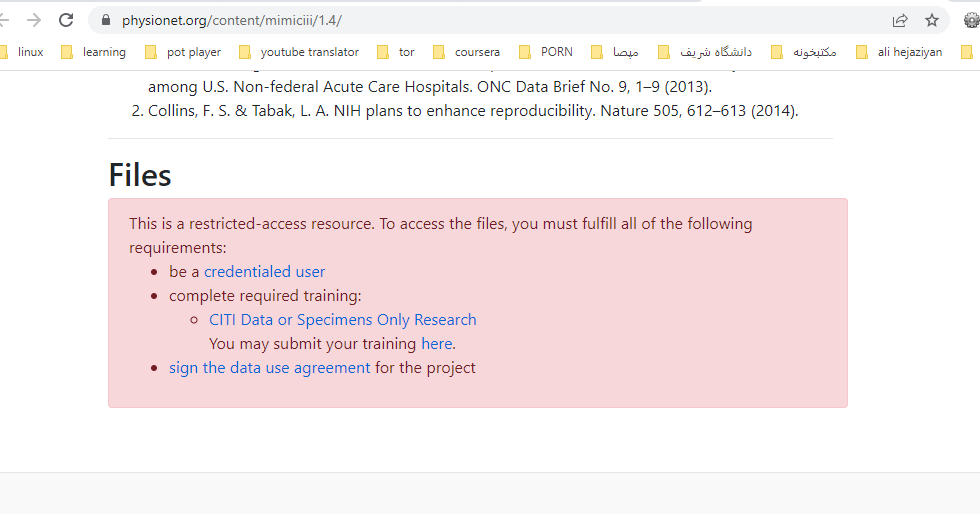 physionet.org/content/mimiciii/1.4/
linux learning pot player youtube translator tor coursera PORN میصا دانشگاه شریف مکتبخونه ali hejaziyan
among U.S. Non-federal Acute Care Hospitals. ONC Data Brief No. 9, 1–9 (2013).
2. Collins, F. S. & Tabak, L. A. NIH plans to enhance reproducibility. Nature 505, 612–613 (2014).
Files
This is a restricted-access resource. To access the files, you must fulfill all of the following
requirements:
be a credentialed user
complete required training:
CITI Data or Specimens Only Research
You may submit your training here.
sign the data use agreement for the project